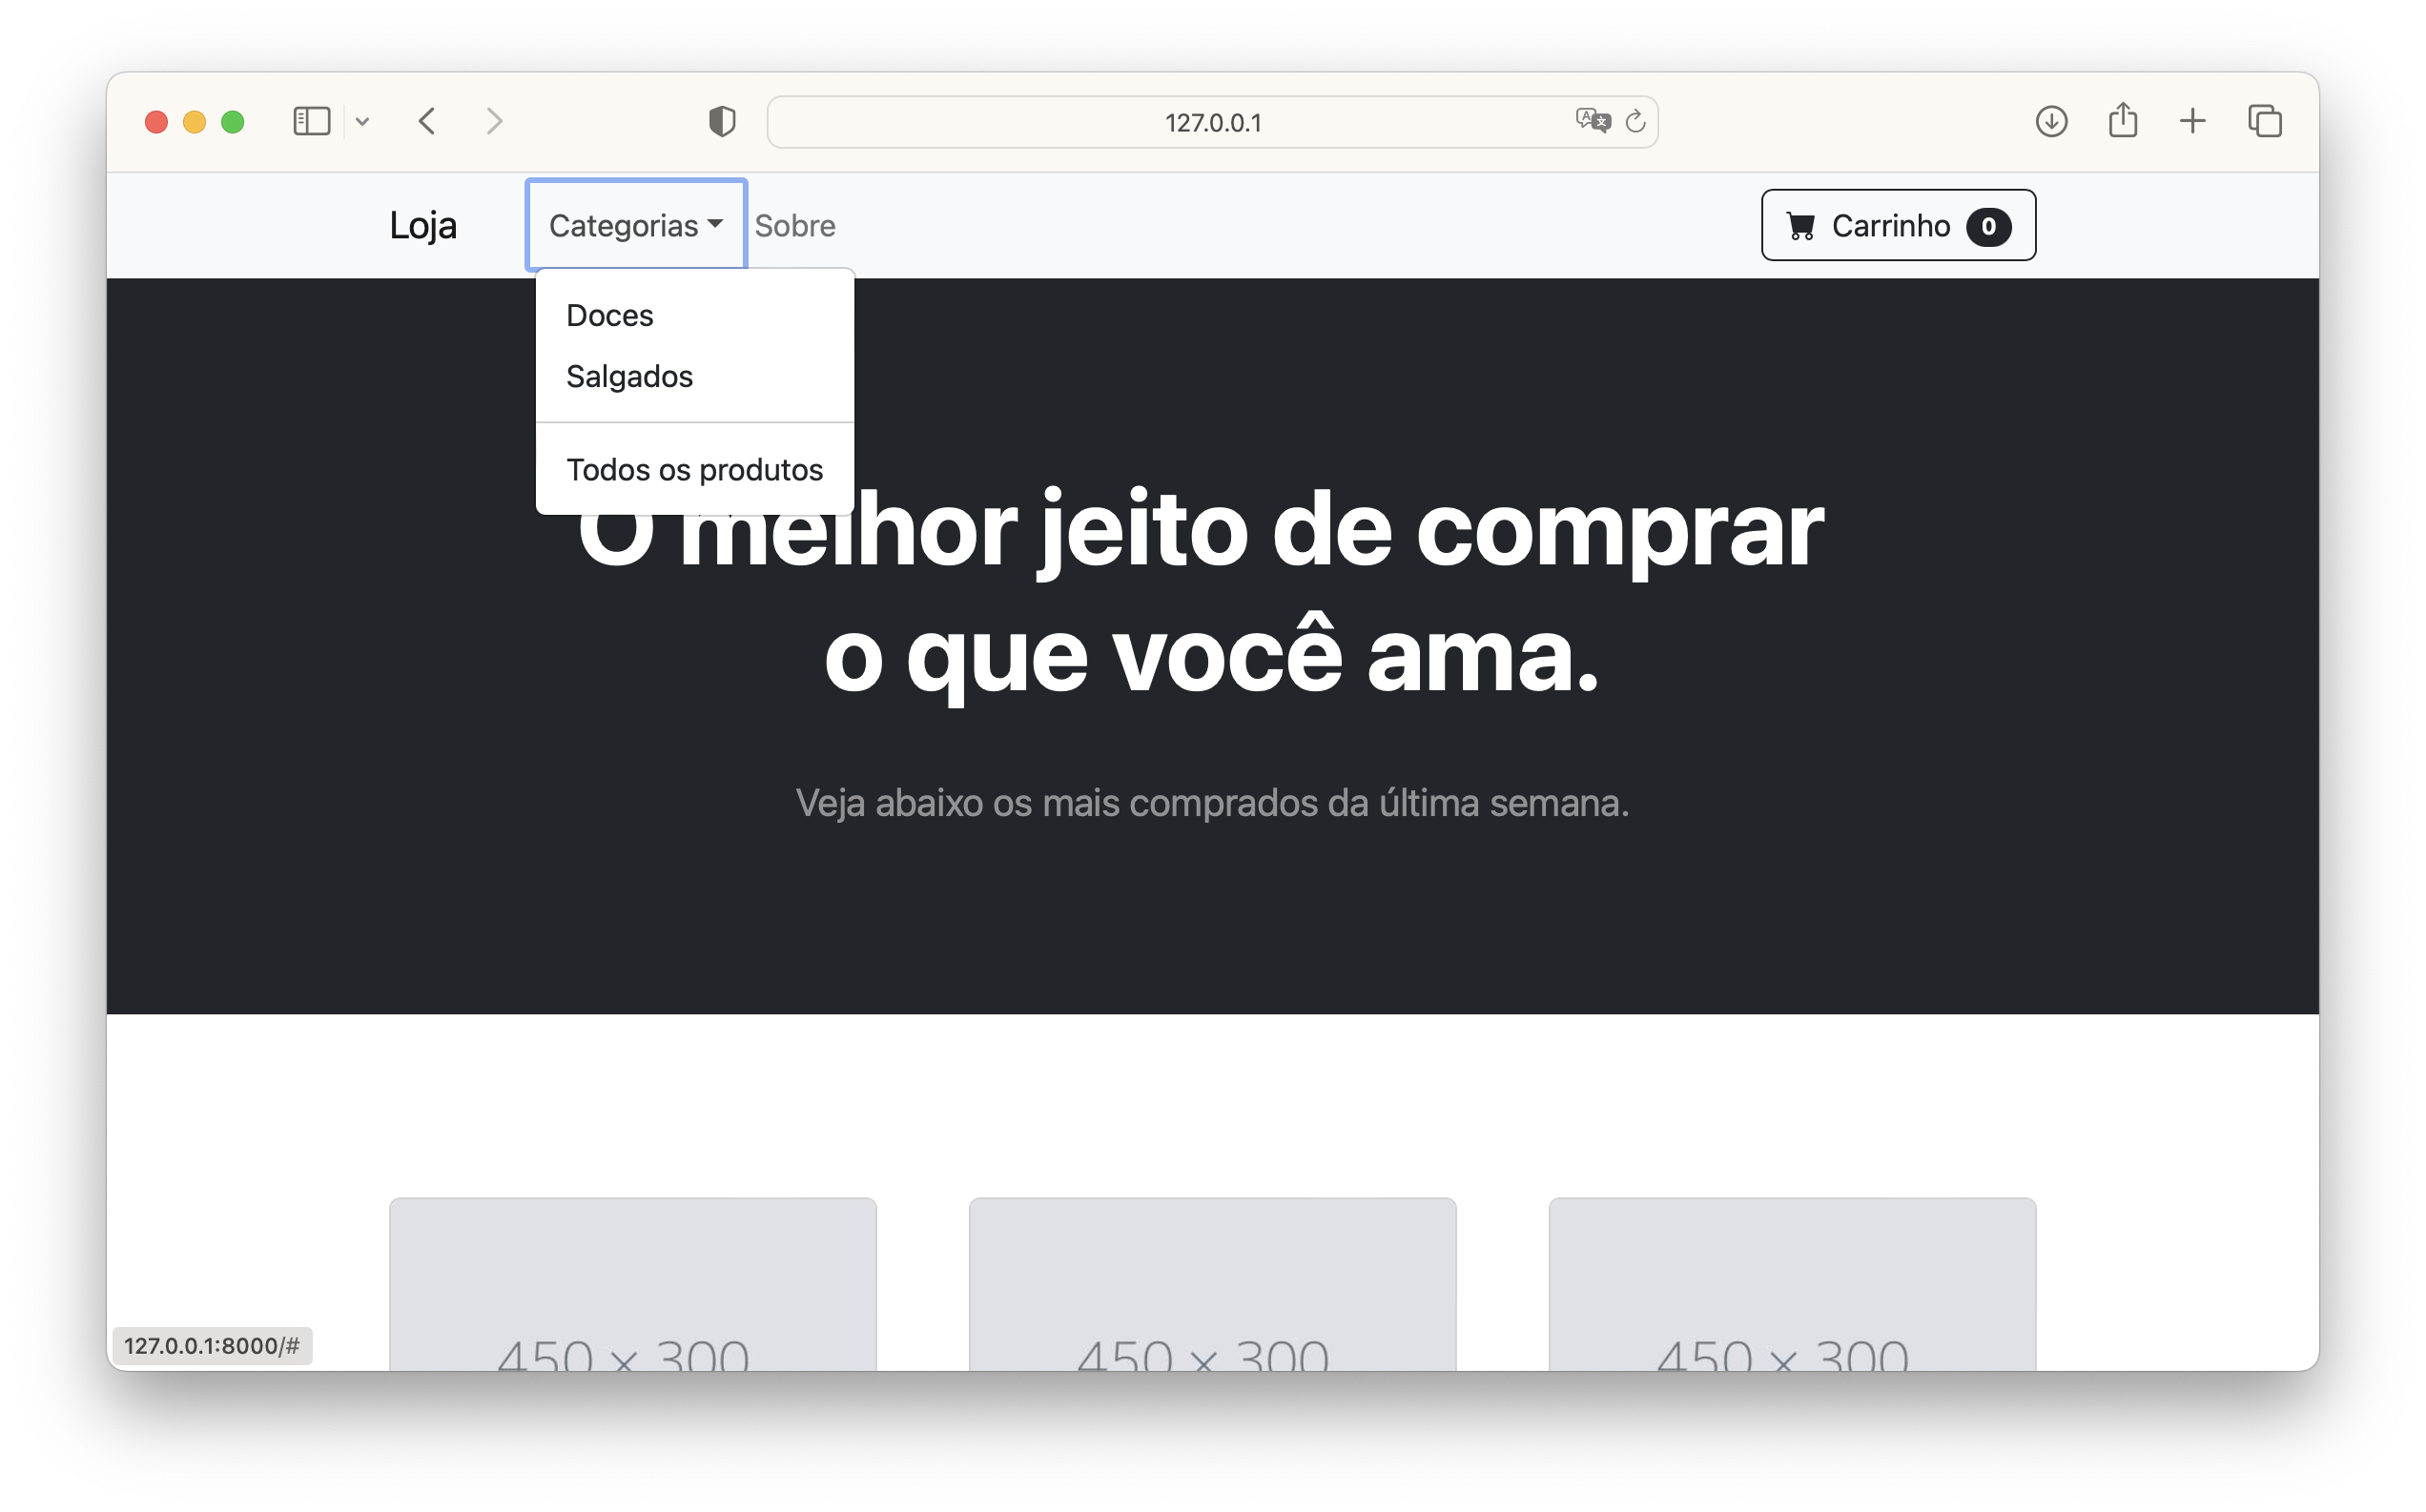 127.0.0.1
Loja Categorias Sobre Carrinho 0
Doces
Salgados
Todos os produtos
O melhor jeito de comprar
o que você ama.
Veja abaixo os mais comprados da última semana.
450 × 300 450 × 300 450 × 300
127.0.0.1:8000/#